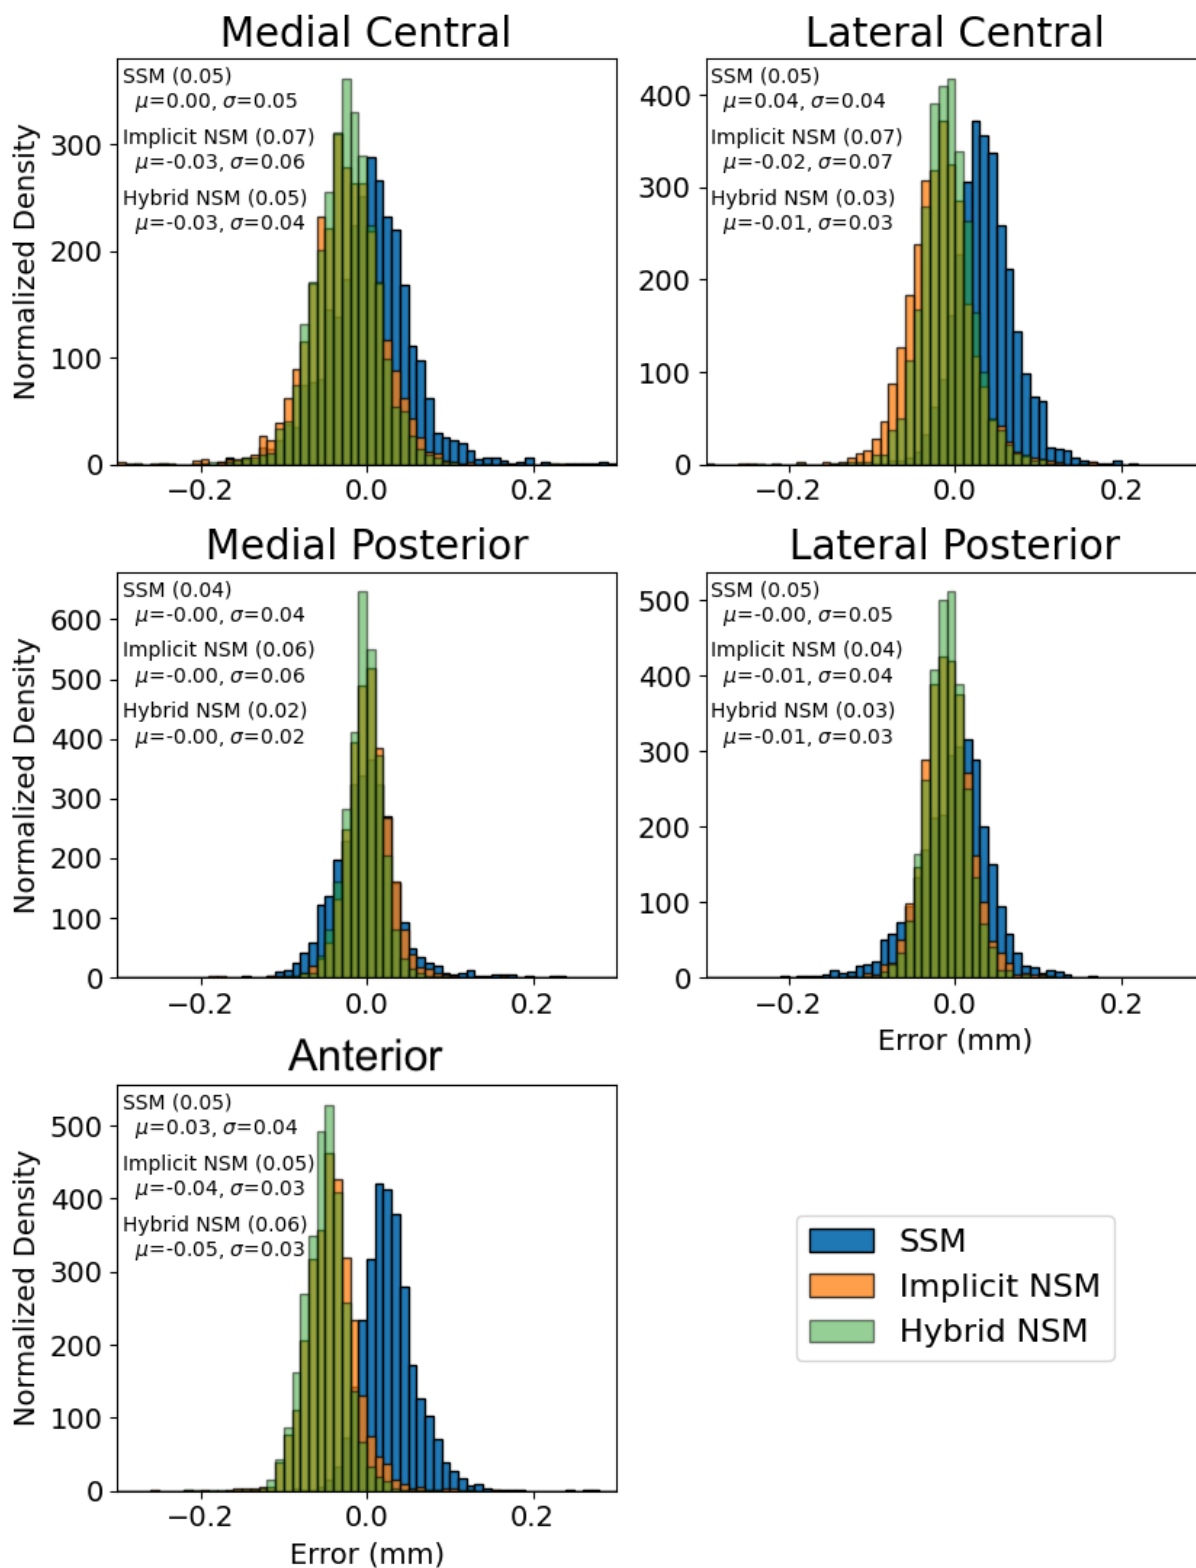 Medial Central
SSM (0.05)
μ=0.00, σ=0.05
Implicit NSM (0.07)
μ=-0.03, σ=0.06
Hybrid NSM (0.05)
μ=-0.03, σ=0.04
Normalized Density
300
200
100
0
−0.2 0.0 0.2
Lateral Central
SSM (0.05)
μ=0.04, σ=0.04
Implicit NSM (0.07)
μ=-0.02, σ=0.07
Hybrid NSM (0.03)
μ=-0.01, σ=0.03
400
300
200
100
0
−0.2 0.0 0.2
Medial Posterior
SSM (0.04)
μ=-0.00, σ=0.04
Implicit NSM (0.06)
μ=-0.00, σ=0.06
Hybrid NSM (0.02)
μ=-0.00, σ=0.02
Normalized Density
600
500
400
300
200
100
0
−0.2 0.0 0.2
Lateral Posterior
SSM (0.05)
μ=-0.00, σ=0.05
Implicit NSM (0.04)
μ=-0.01, σ=0.04
Hybrid NSM (0.03)
μ=-0.01, σ=0.03
500
400
300
200
100
0
−0.2 0.0 0.2
Error (mm)
Anterior
SSM (0.05)
μ=0.03, σ=0.04
Implicit NSM (0.05)
μ=-0.04, σ=0.03
Hybrid NSM (0.06)
μ=-0.05, σ=0.03
Normalized Density
500
400
300
200
100
0
−0.2 0.0 0.2
Error (mm)
SSM
Implicit NSM
Hybrid NSM